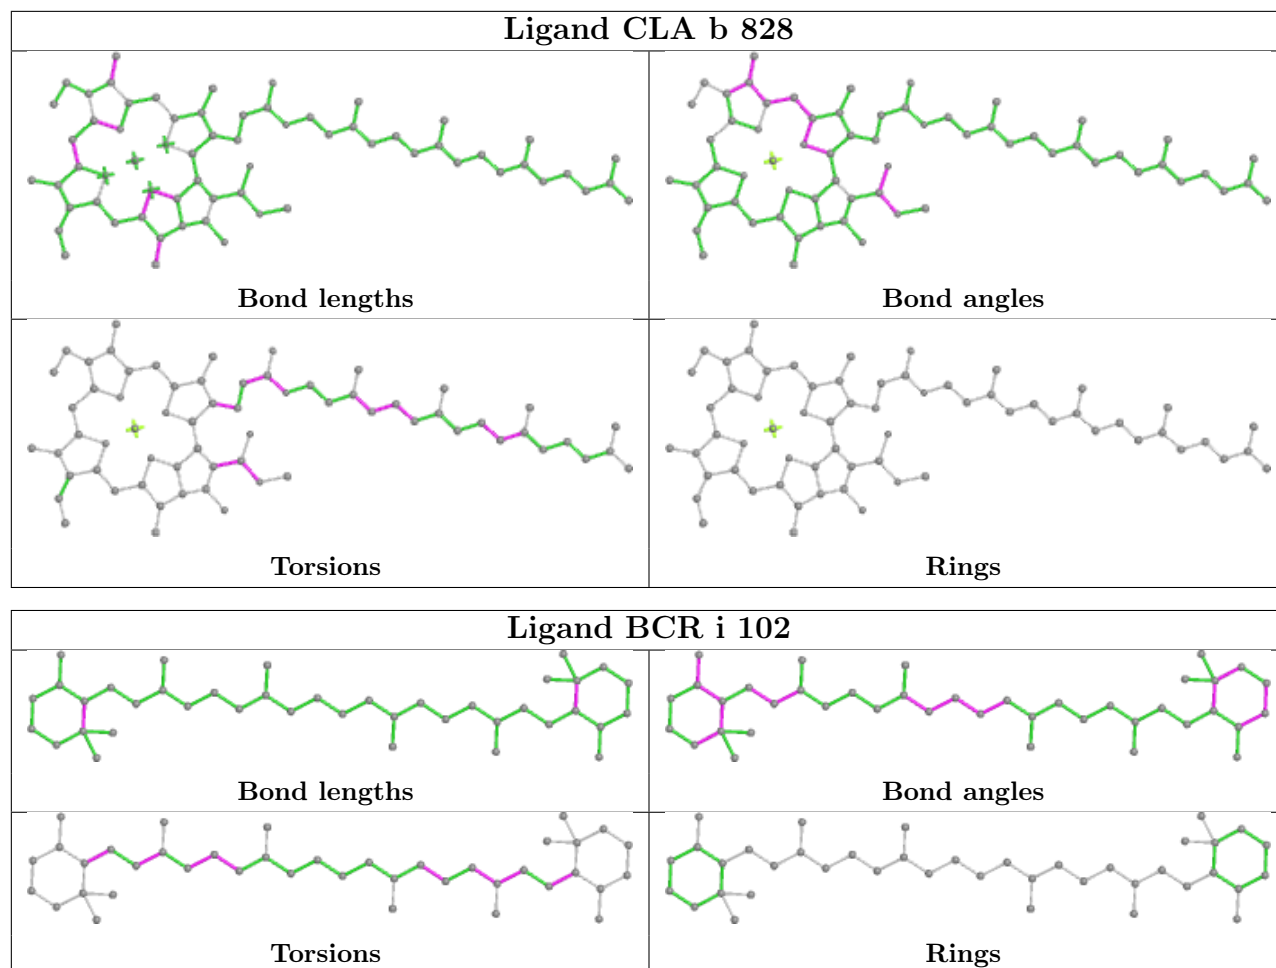 Ligand CLA b 828
Bond lengths
Bond angles
Torsions
Rings
Ligand BCR i 102
Bond lengths
Bond angles
Torsions
Rings